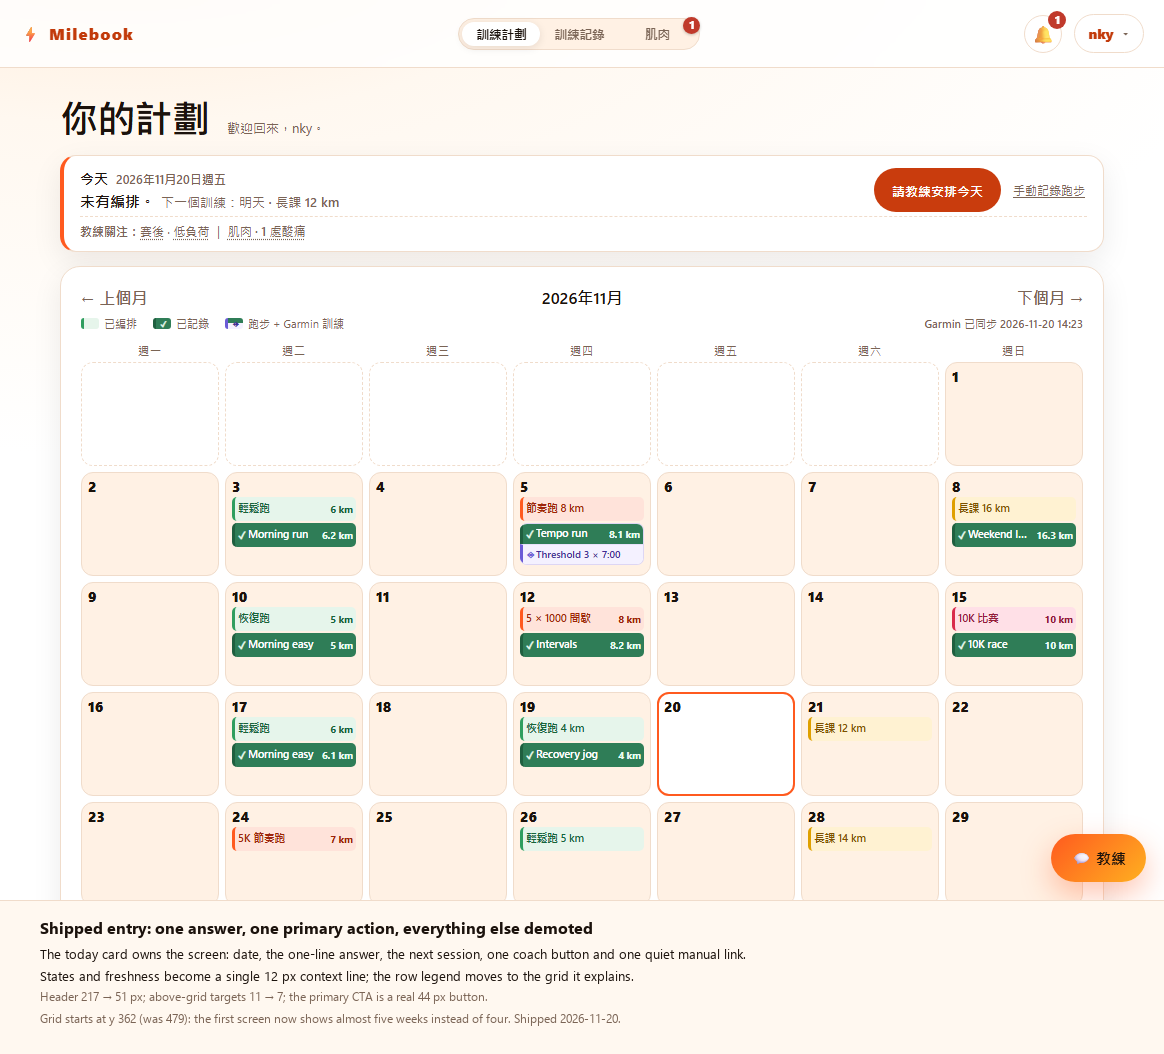 Milebook
訓練計劃 訓練記錄 肌肉 1
1
nky
你的計劃 歡迎回來，nky。
今天 2026年11月20日週五
未有編排。 下一個訓練：明天 · 長課 12 km
請教練安排今天 手動記錄跑步
教練關注：賽後 · 低負荷 | 肌肉 · 1 處酸痛
← 上個月 2026年11月 下個月 →
已編排 ✓ 已記錄 跑步 + Garmin 訓練 Garmin 已同步 2026-11-20 14:23
週一 週二 週三 週四 週五 週六 週日
1
2 3 4 5 6 7 8
輕鬆跑 6 km 節奏跑 8 km 長課 16 km
✓ Morning run 6.2 km ✓ Tempo run 8.1 km ✓ Weekend l... 16.3 km
Threshold 3 × 7:00
9 10 11 12 13 14 15
恢復跑 5 km 5 × 1000 間歇 8 km 10K 比賽 10 km
✓ Morning easy 5 km ✓ Intervals 8.2 km ✓ 10K race 10 km
16 17 18 19 20 21 22
輕鬆跑 6 km 恢復跑 4 km 長課 12 km
✓ Morning easy 6.1 km ✓ Recovery jog 4 km
23 24 25 26 27 28 29
5K 節奏跑 7 km 輕鬆跑 5 km 長課 14 km
教練
Shipped entry: one answer, one primary action, everything else demoted
The today card owns the screen: date, the one-line answer, the next session, one coach button and one quiet manual link.
States and freshness become a single 12 px context line; the row legend moves to the grid it explains.
Header 217 → 51 px; above-grid targets 11 → 7; the primary CTA is a real 44 px button.
Grid starts at y 362 (was 479): the first screen now shows almost five weeks instead of four. Shipped 2026-11-20.